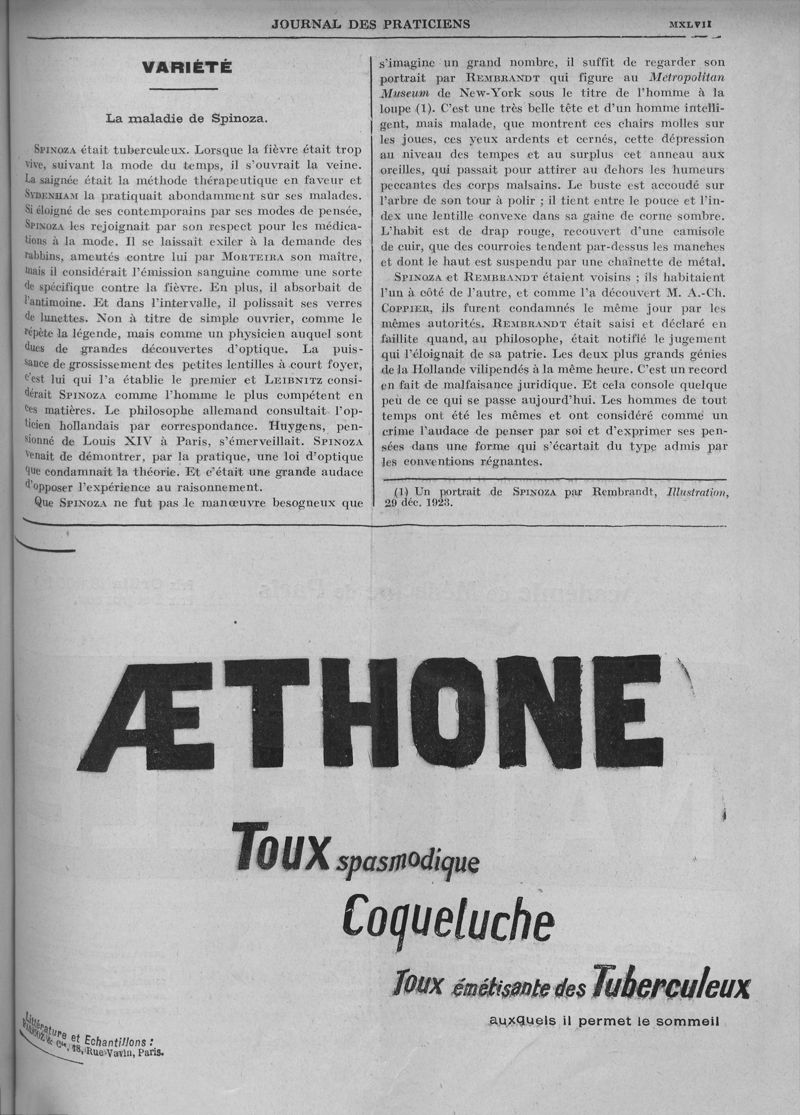 JOURNAL DES PRATICIENS
MXLVII
VARIÉTÉ
La maladie de Spinoza.
SPINOZA était tuberculeux. Lorsque la fièvre était trop
vive, suivant la mode du temps, il s'ouvrait la veine.
La saignée était la méthode thérapeutique en faveur et
SYDENHAM la pratiquait abondamment sur ses malades.
Si éloigné de ses contemporains par ses modes de pensée,
SPINOZA les rejoignait par son respect pour les médica-
tions à la mode. Il se laissait exiler à la demande des
rabbins, ameutés contre lui par MORTEIRA son maître,
mais il considérait l'émission sanguine comme une sorte
de spécifique contre la fièvre. En plus, il absorbait de
l'antimoine. Et dans l'intervalle, il polissait ses verres
de lunettes. Non à titre de simple ouvrier, comme le
répète la légende, mais comme un physicien auquel sont
dues de grandes découvertes d'optique. La puis-
sance de grossissement des petites lentilles à court foyer,
c'est lui qui l'a établie le premier et LEIBNITZ consi-
dérait SPINOZA comme l'homme le plus compétent en
ces matières. Le philosophe allemand consultait l'op-
ticien hollandais par correspondance. Huygens, pen-
sionné de Louis XIV à Paris, s'émerveillait. SPINOZA
venait de démontrer, par la pratique, une loi d'optique
que condamnait la théorie. Et c'était une grande audace
d'opposer l'expérience au raisonnement.
Que SPINOZA ne fut pas le manœuvre besogneux que
s'imagine un grand nombre, il suffit de regarder son
portrait par REMBRANDT qui figure au Metropolitan
Museum de New-York sous le titre de l'homme à la
loupe (1). C'est une très belle tête et d'un homme intelli-
gent, mais malade, que montrent ces chairs molles sur
les joues, ces yeux ardents et cernés, cette dépression
au niveau des tempes et au surplus cet anneau aux
oreilles, qui passait pour attirer au dehors les humeurs
peccantes des corps malsains. Le buste est accoudé sur
l'arbre de son tour à polir ; il tient entre le pouce et l'in-
dex une lentille convexe dans sa gaine de corne sombre.
L'habit est de drap rouge, recouvert d'une camisole
de cuir, que des courroies tendent par-dessus les manches
et dont le haut est suspendu par une chaînette de métal.
SPINOZA et REMBRANDT étaient voisins ; ils habitaient
l'un à côté de l'autre, et comme l'a découvert M. A.-Ch.
COPPIER, ils furent condamnés le même jour par les
mêmes autorités. REMBRANDT était saisi et déclaré en
faillite quand, au philosophe, était notifié le jugement
qui l'éloignait de sa patrie. Les deux plus grands génies
de la Hollande vilipendés à la même heure. C'est un record
en fait de malfaisance juridique. Et cela console quelque
peu de ce qui se passe aujourd'hui. Les hommes de tout
temps ont été les mêmes et ont considéré comme un
crime l'audace de penser par soi et d'exprimer ses pen-
sées dans une forme qui s'écartait du type admis par
les conventions régnantes.
(1) Un portrait de SPINOZA par Rembrandt, Illustration,
29 déc. 1923.
ÆTHONE
Toux spasmodique
Coqueluche
Toux émétisante des Tuberculeux
auxquels il permet le sommeil
Littérature et Echantillons :
& Cie, 18, Rue Vavin, Paris.